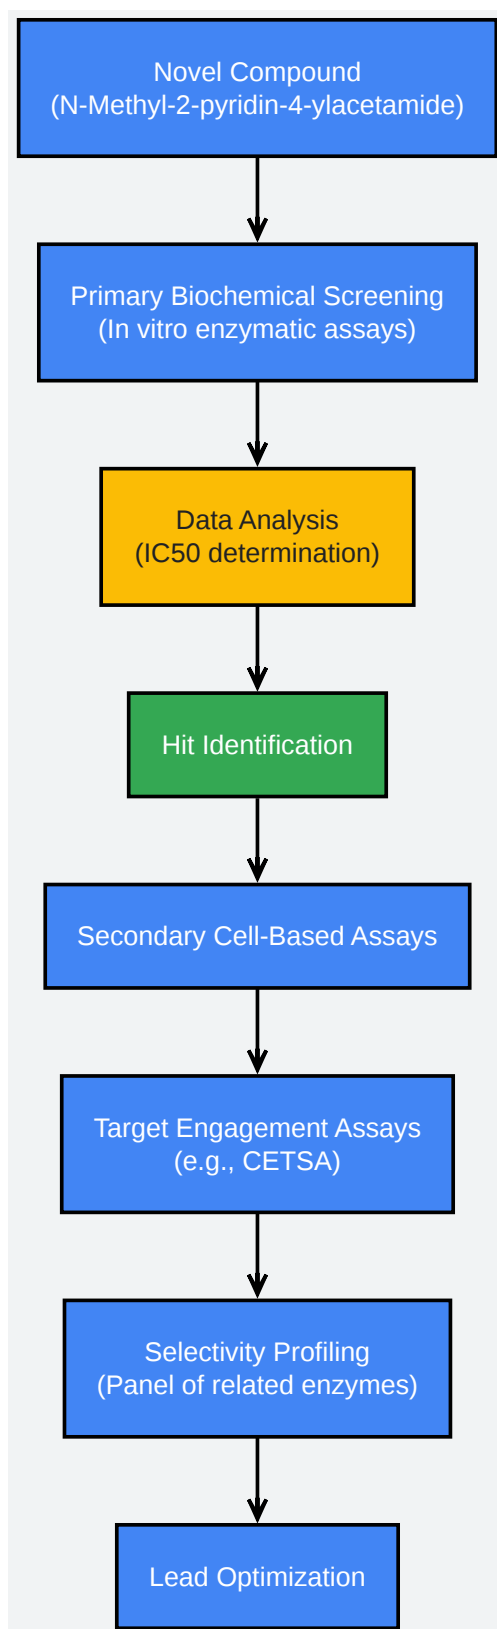 Novel Compound
(N-Methyl-2-pyridin-4-ylacetamide)
Primary Biochemical Screening
(In vitro enzymatic assays)
Data Analysis
(IC50 determination)
Hit Identification
Secondary Cell-Based Assays
Target Engagement Assays
(e.g., CETSA)
Selectivity Profiling
(Panel of related enzymes)
Lead Optimization